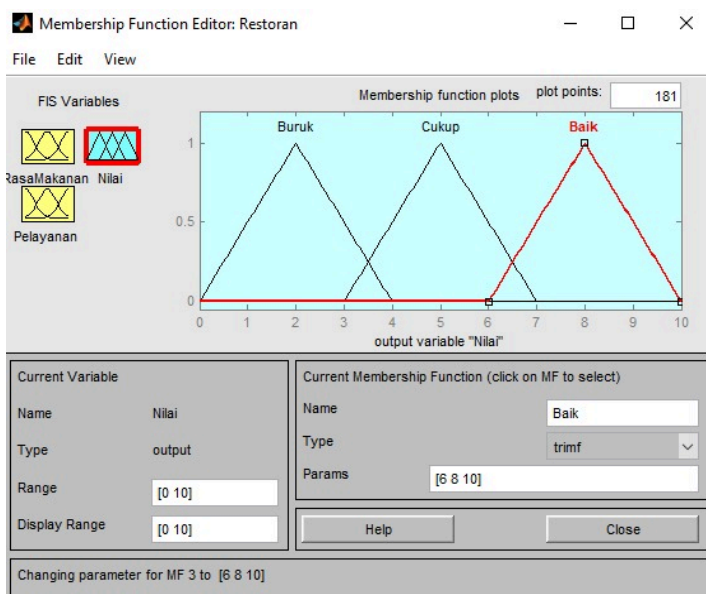 Membership Function Editor: Restoran
File Edit View
FIS Variables
RasaMakanan Nilai
Pelayanan
Membership function plots plot points: 181
Buruk Cukup Baik
1
0.5
0
0 1 2 3 4 5 6 7 8 9 10
output variable "Nilai"
Current Variable
Name Nilai
Type output
Range [0 10]
Display Range [0 10]
Current Membership Function (click on MF to select)
Name Baik
Type trimf
Params [6 8 10]
Help Close
Changing parameter for MF 3 to [6 8 10]